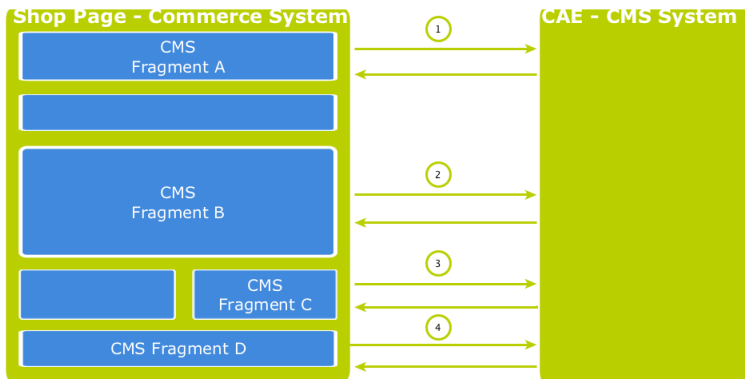 Shop Page - Commerce System
CAE - CMS System
CMS
Fragment A
1
2
CMS
Fragment B
3
CMS
Fragment C
4
CMS Fragment D